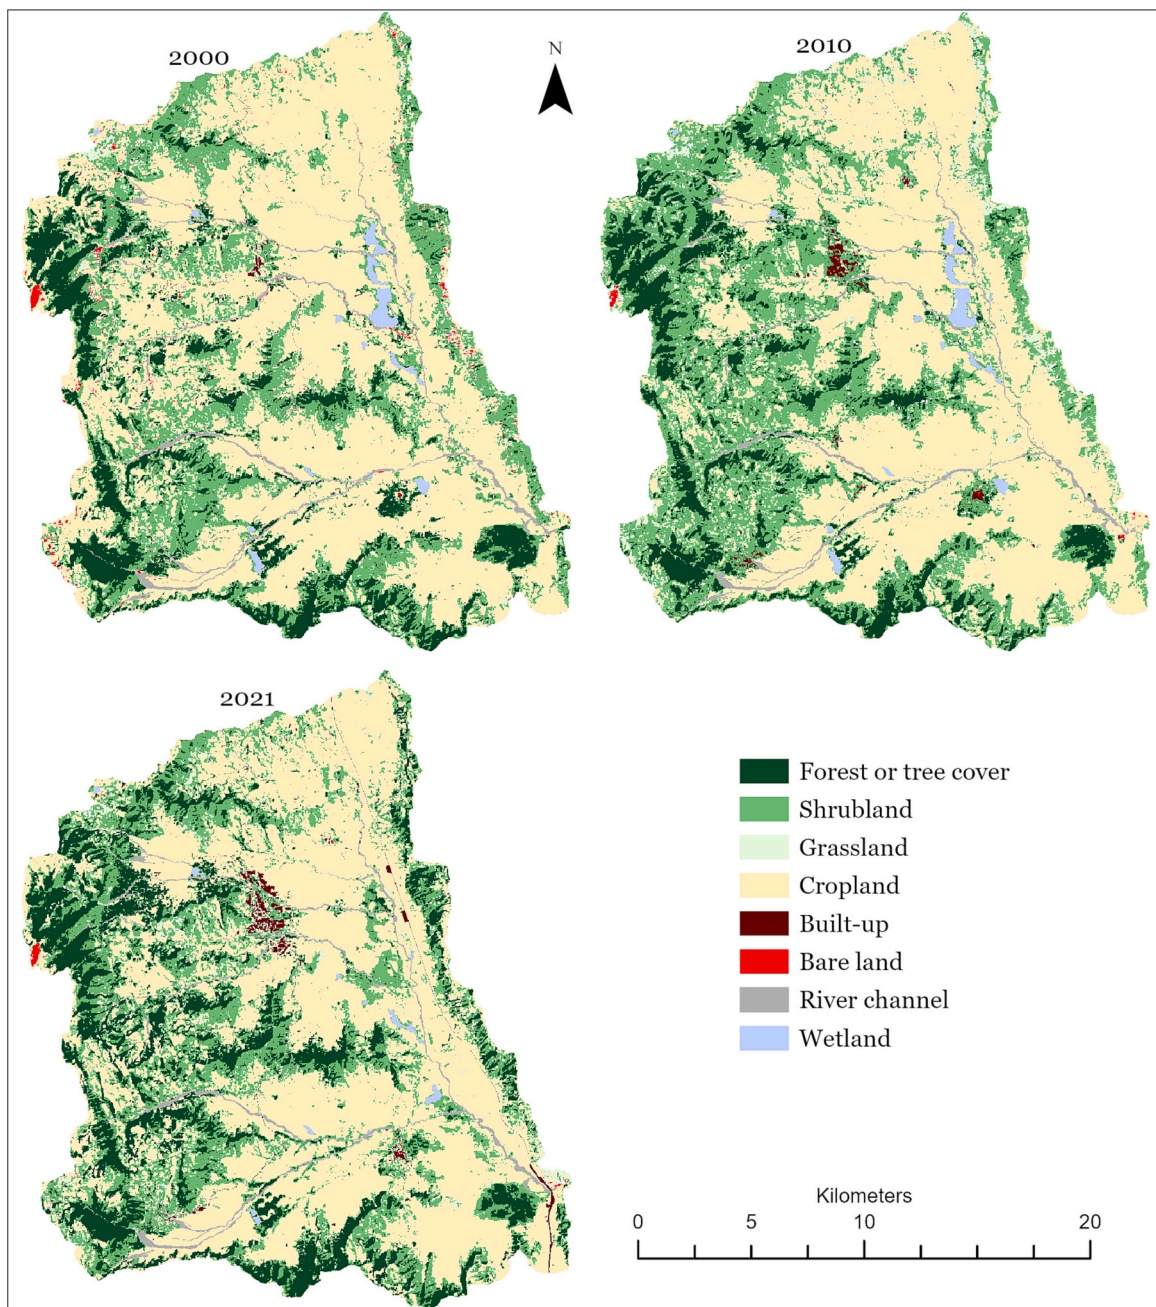 2000
N
2010
2021
Forest or tree cover
Shrubland
Grassland
Cropland
Built-up
Bare land
River channel
Wetland
Kilometers
0 5 10 20